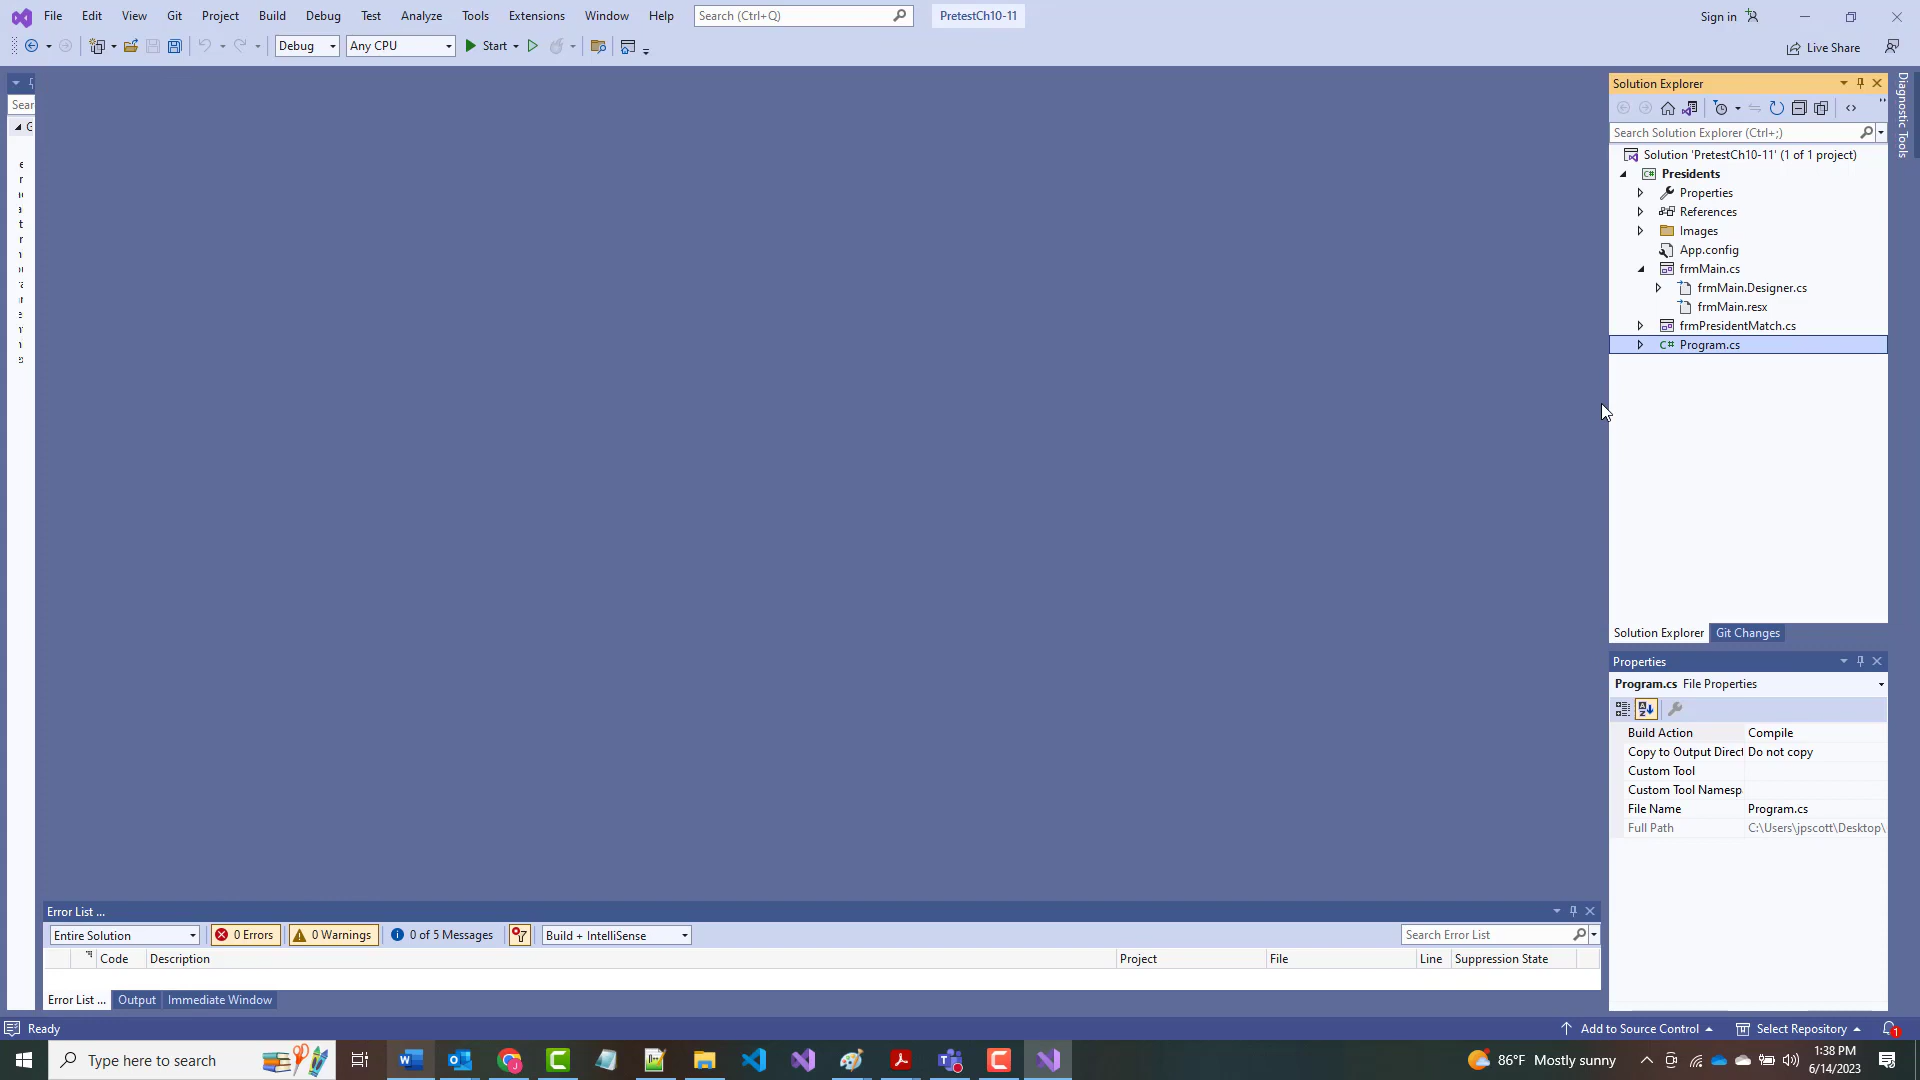 File Edit View Git Project Build Debug Test Analyze Tools Extensions Window Help Search (Ctrl+Q) PretestCh10-11 Sign in
Debug Any CPU Start Live Share
Solution Explorer
Diagnostic Tools
Sear
Search Solution Explorer (Ctrl+;)
Solution 'PretestCh10-11' (1 of 1 project)
C# Presidents
Properties
References
Images
App.config
frmMain.cs
frmMain.Designer.cs
frmMain.resx
frmPresidentMatch.cs
C# Program.cs
Solution Explorer Git Changes
Properties
Program.cs File Properties
Build Action Compile
Copy to Output Direct Do not copy
Custom Tool
Custom Tool Namesp
File Name Program.cs
Full Path C:\Users\jpscott\Desktop\
Error List ...
Entire Solution 0 Errors 0 Warnings 0 of 5 Messages Build + IntelliSense Search Error List
Code Description Project File Line Suppression State
Error List ... Output Immediate Window
Ready Add to Source Control Select Repository 1
Type here to search 86°F Mostly sunny 1:38 PM
6/14/2023